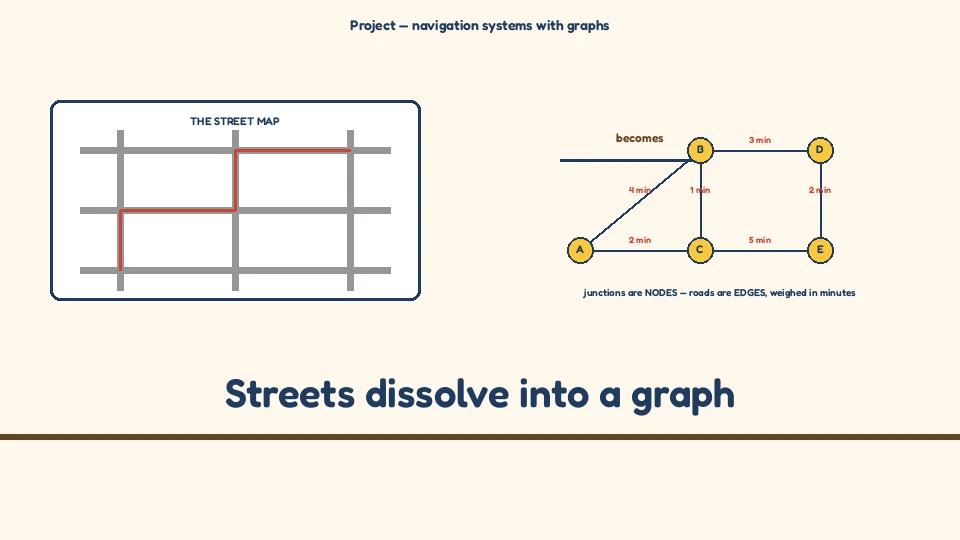 Project – navigation systems with graphs
THE STREET MAP
becomes
B
3 min
D
4 min
1 min
2 min
A
2 min
C
5 min
E
junctions are NODES – roads are EDGES, weighed in minutes
Streets dissolve into a graph